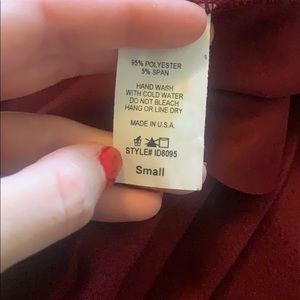 95% POLYESTER
5% SPAN
HAND WASH
WITH COLD WATER
DO NOT BLEACH
HANG OR LINE DRY
MADE IN U.S.A.
STYLE# ID8095
Small